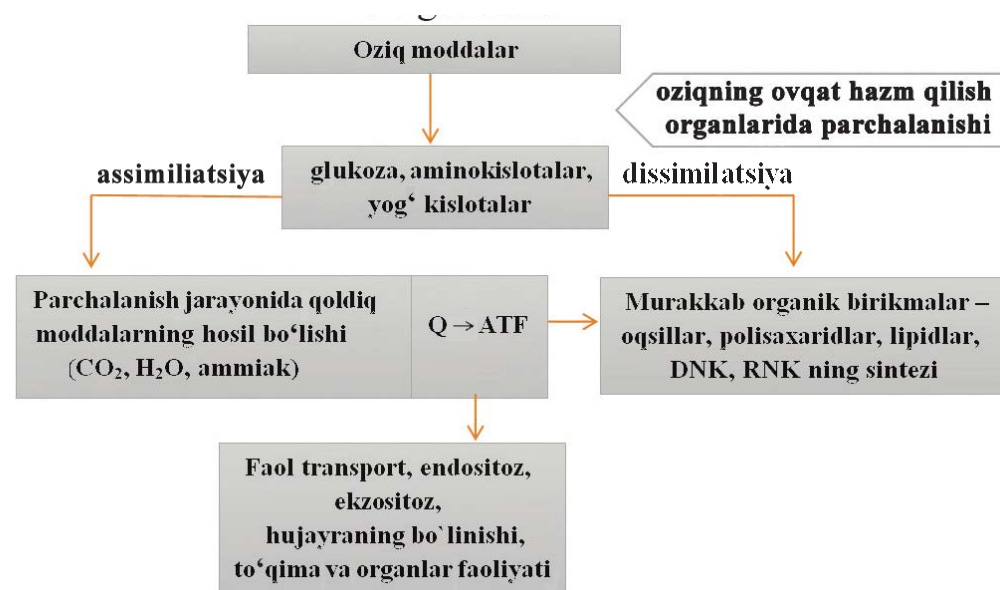 Oziq moddalar
oziqning ovqat hazm qilish
organlarida parchalanishi
assimiliatsiya
glukoza, aminokislotalar,
yog‘ kislotalar
dissimilatsiya
Parchalanish jarayonida qoldiq
moddalarning hosil bo‘lishi
(CO₂, H₂O, ammiak)
Q → ATF
Murakkab organik birikmalar –
oqsillar, polisaxaridlar, lipidlar,
DNK, RNK ning sintezi
Faol transport, endositoz,
ekzositoz,
hujayraning bo`linishi,
to‘qima va organlar faoliyati